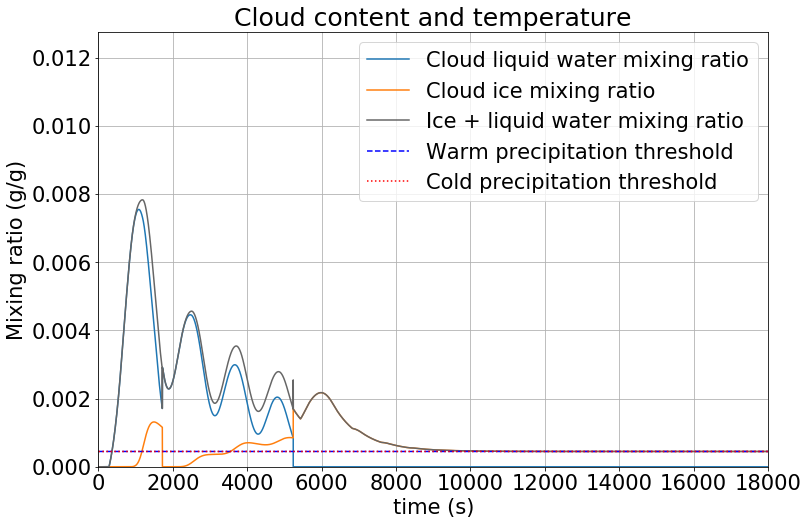 Cloud content and temperature
Mixing ratio (g/g)
0.012
0.010
0.008
0.006
0.004
0.002
0.000
Cloud liquid water mixing ratio
Cloud ice mixing ratio
Ice + liquid water mixing ratio
Warm precipitation threshold
Cold precipitation threshold
0 2000 4000 6000 8000 10000 12000 14000 16000 18000
time (s)